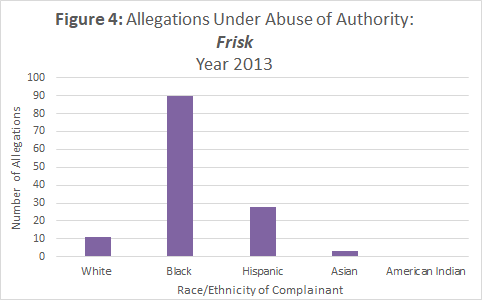 Figure 4: Allegations Under Abuse of Authority:
Frisk
Year 2013
Number of Allegations
100
90
80
70
60
50
40
30
20
10
0
White Black Hispanic Asian American Indian
Race/Ethnicity of Complainant